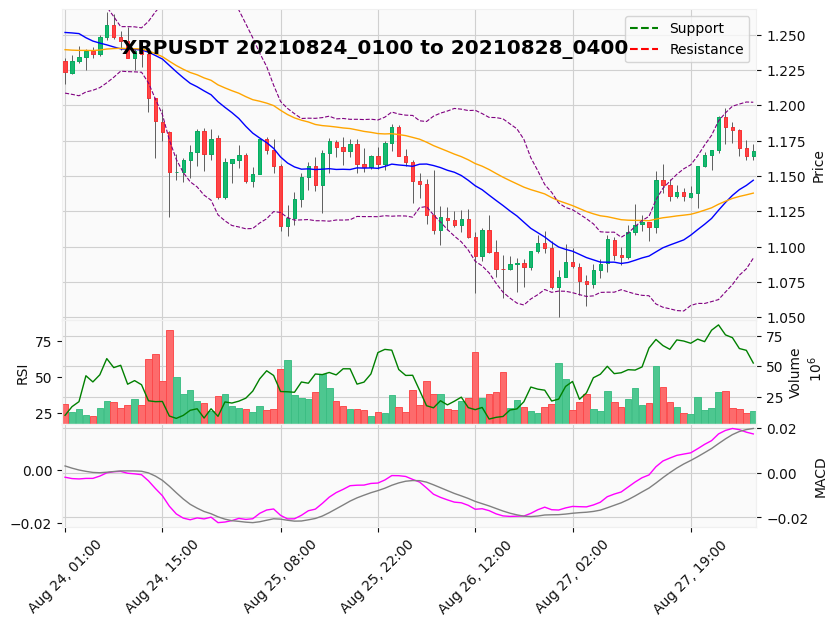 XRPUSDT 20210824_0100 to 20210828_0400
Support
Resistance
1.250
1.225
1.200
1.175
1.150
1.125
1.100
1.075
1.050
Price
75
50
25
RSI
75
50
25
Volume
10^6
0.00
−0.02
0.02
0.00
−0.02
MACD
Aug 24, 01:00
Aug 24, 15:00
Aug 25, 08:00
Aug 25, 22:00
Aug 26, 12:00
Aug 27, 02:00
Aug 27, 19:00